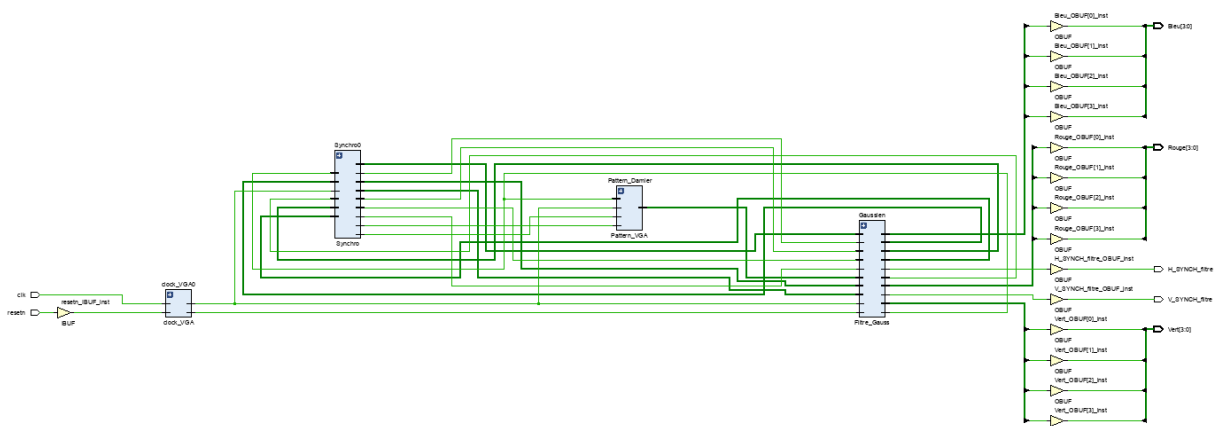 Bleu_OBUF[0]_inst
Bleu[3:0]
OBUF
Bleu_OBUF[1]_inst
OBUF
Bleu_OBUF[2]_inst
OBUF
Bleu_OBUF[3]_inst
OBUF
Rouge_OBUF[0]_inst
Rouge[3:0]
OBUF
Rouge_OBUF[1]_inst
OBUF
Rouge_OBUF[2]_inst
OBUF
Rouge_OBUF[3]_inst
OBUF
H_SYNCH_filtre_OBUF_inst
H_SYNCH_filtre
OBUF
V_SYNCH_filtre_OBUF_inst
V_SYNCH_filtre
OBUF
Vert_OBUF[0]_inst
Vert[3:0]
OBUF
Vert_OBUF[1]_inst
OBUF
Vert_OBUF[2]_inst
OBUF
Vert_OBUF[3]_inst
Synchro0
Synchro
Pattern_Damier
Pattern_VGA
Gaussien
Filtre_Gauss
clock_VGA0
clock_VGA
clk
resetn
resetn_IBUF_inst
IBUF
OBUF